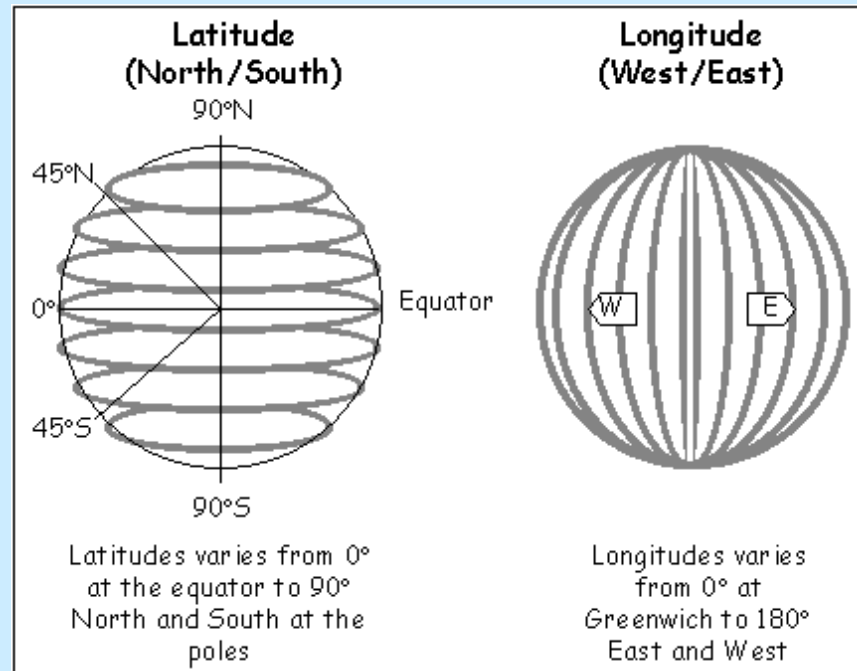 Latitude
(North/South)
90°N
45°N
0°
Equator
45°S
90°S
Latitudes varies from 0°
at the equator to 90°
North and South at the
poles
Longitude
(West/East)
W
E
Longitudes varies
from 0° at
Greenwich to 180°
East and West